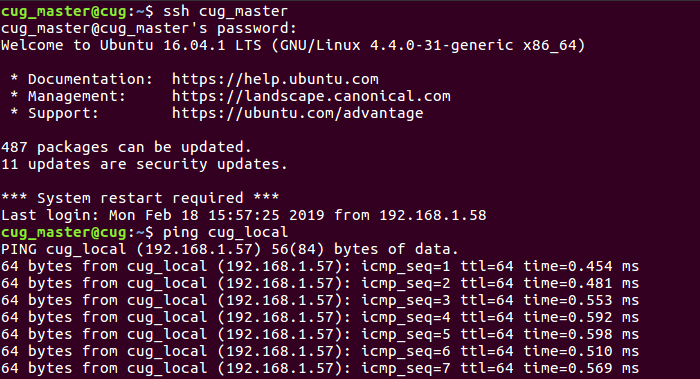 cug_master@cug:~$ ssh cug_master
cug_master@cug_master's password:
Welcome to Ubuntu 16.04.1 LTS (GNU/Linux 4.4.0-31-generic x86_64)
* Documentation:  https://help.ubuntu.com
* Management:     https://landscape.canonical.com
* Support:        https://ubuntu.com/advantage
487 packages can be updated.
11 updates are security updates.
*** System restart required ***
Last login: Mon Feb 18 15:57:25 2019 from 192.168.1.58
cug_master@cug:~$ ping cug_local
PING cug_local (192.168.1.57) 56(84) bytes of data.
64 bytes from cug_local (192.168.1.57): icmp_seq=1 ttl=64 time=0.454 ms
64 bytes from cug_local (192.168.1.57): icmp_seq=2 ttl=64 time=0.481 ms
64 bytes from cug_local (192.168.1.57): icmp_seq=3 ttl=64 time=0.553 ms
64 bytes from cug_local (192.168.1.57): icmp_seq=4 ttl=64 time=0.592 ms
64 bytes from cug_local (192.168.1.57): icmp_seq=5 ttl=64 time=0.598 ms
64 bytes from cug_local (192.168.1.57): icmp_seq=6 ttl=64 time=0.510 ms
64 bytes from cug_local (192.168.1.57): icmp_seq=7 ttl=64 time=0.569 ms